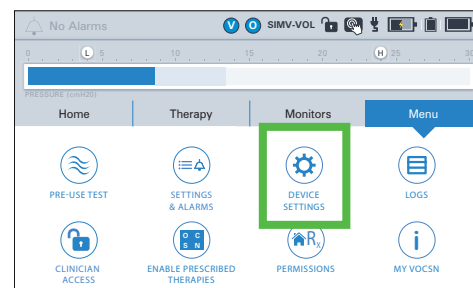 No Alarms V O SIMV-VOL
0 L 5 10 15 20 H 25 30
PRESSURE (cmH20)
Home Therapy Monitors Menu
PRE-USE TEST SETTINGS & ALARMS DEVICE SETTINGS LOGS
O C S N Rx i
CLINICIAN ACCESS ENABLE PRESCRIBED THERAPIES PERMISSIONS MY VOCSN